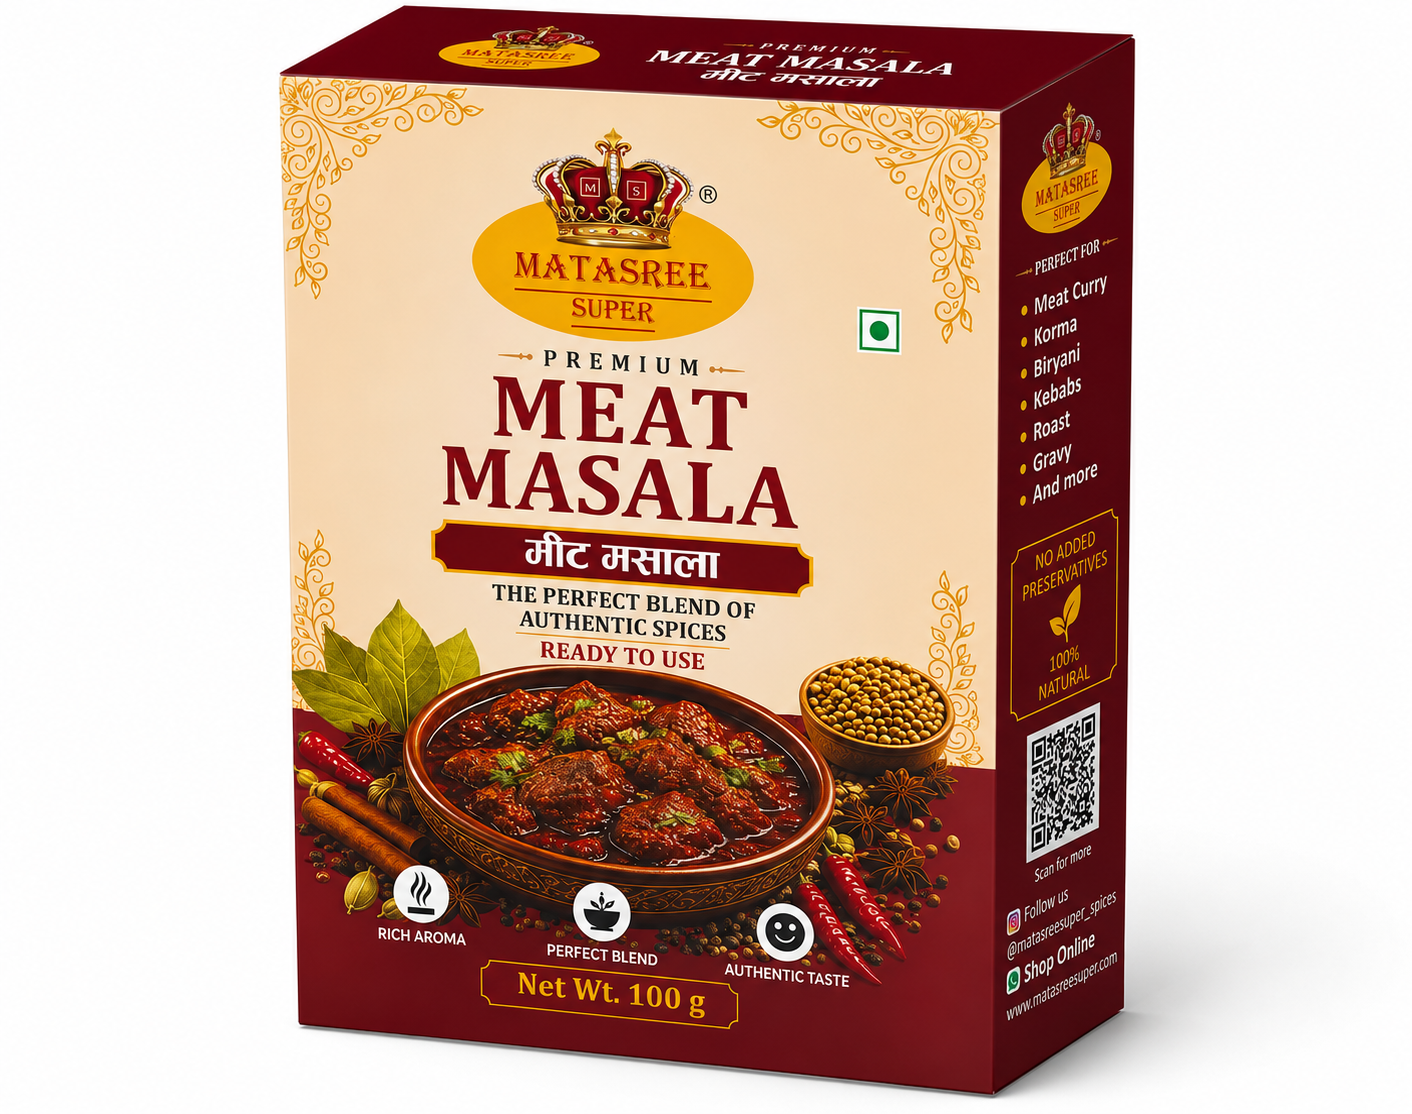 MATASREE
SUPER
PREMIUM
MEAT MASALA
मीट मसाला
M S ®
MATASREE
SUPER
PREMIUM
MEAT
MASALA
मीट मसाला
THE PERFECT BLEND OF
AUTHENTIC SPICES
READY TO USE
RICH AROMA
PERFECT BLEND
AUTHENTIC TASTE
Net Wt. 100 g
MATASREE
SUPER
PERFECT FOR
Meat Curry
Korma
Biryani
Kebabs
Roast
Gravy
And more
NO ADDED
PRESERVATIVES
100%
NATURAL
Scan for more
Follow us
@matasreesuper_spices
Shop Online
www.matasreesuper.com